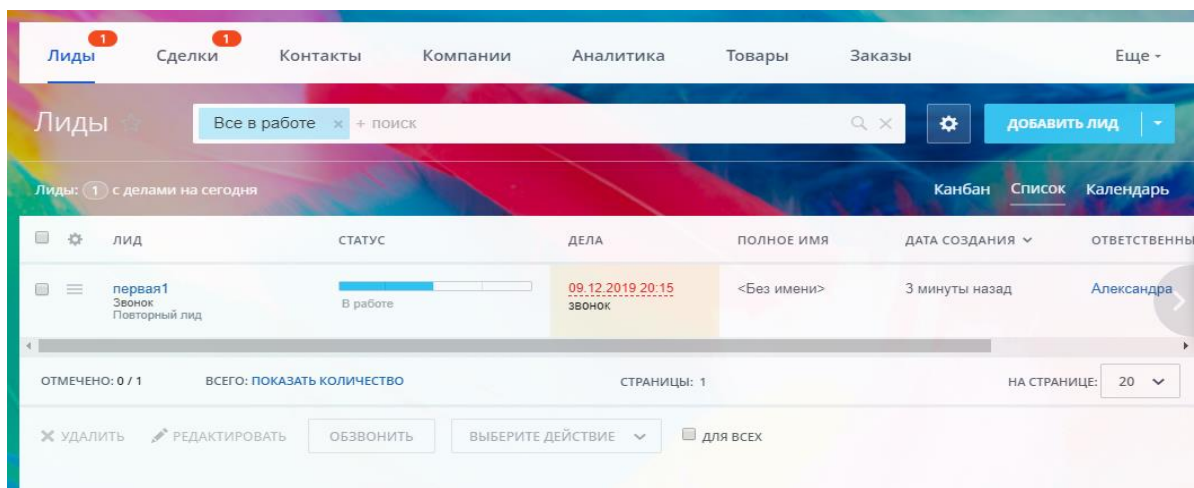 Лиды 1 Сделки 1 Контакты Компании Аналитика Товары Заказы Еще
Лиды Все в работе × + поиск ДОБАВИТЬ ЛИД
Лиды: 1 с делами на сегодня Канбан Список Календарь
ЛИД СТАТУС ДЕЛА ПОЛНОЕ ИМЯ ДАТА СОЗДАНИЯ ОТВЕТСТВЕННЫ
первая1 09.12.2019 20:15 <Без имени> 3 минуты назад Александра
Звонок В работе звонок
Повторный лид
ОТМЕЧЕНО: 0 / 1 ВСЕГО: ПОКАЗАТЬ КОЛИЧЕСТВО СТРАНИЦЫ: 1 НА СТРАНИЦЕ: 20
УДАЛИТЬ РЕДАКТИРОВАТЬ ОБЗВОНИТЬ ВЫБЕРИТЕ ДЕЙСТВИЕ ДЛЯ ВСЕХ